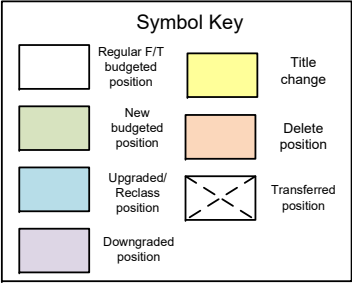 Symbol Key
Regular F/T
budgeted
position
New
budgeted
position
Upgraded/
Reclass
position
Downgraded
position
Title
change
Delete
position
Transferred
position